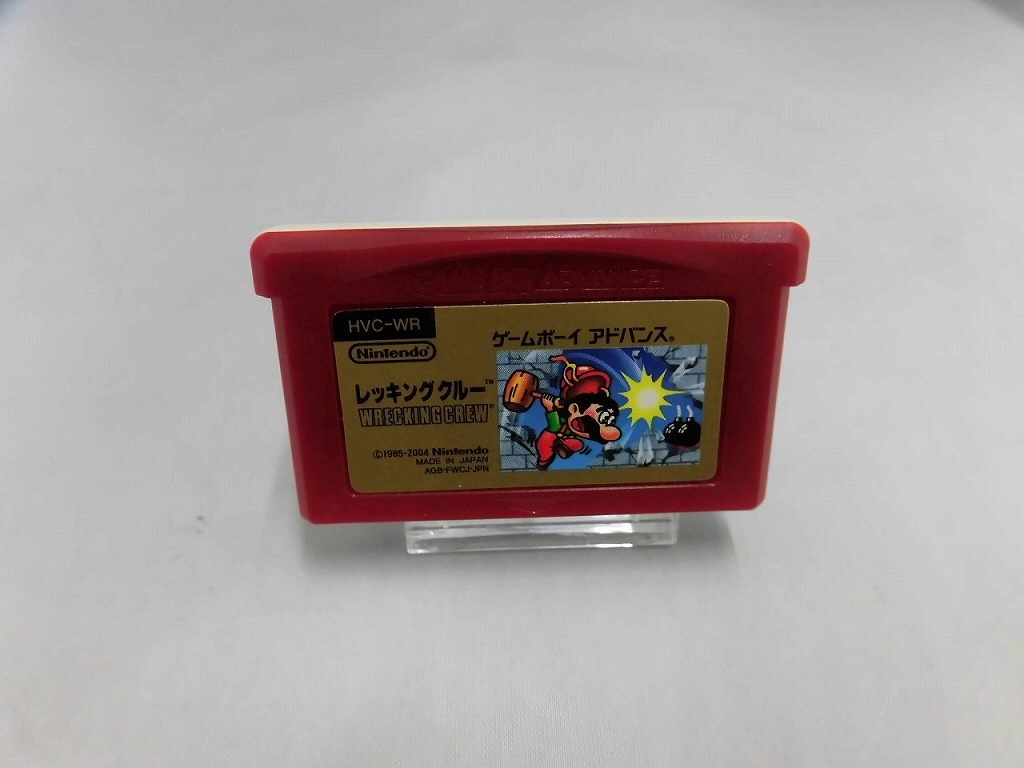 GAME BOY ADVANCE
HVC-WR
Nintendo
ゲームボーイ アドバンス®
レッキングクルー™
WRECKING CREW™
©1985-2004 Nintendo
MADE IN JAPAN
AGB-FWCJ-JPN